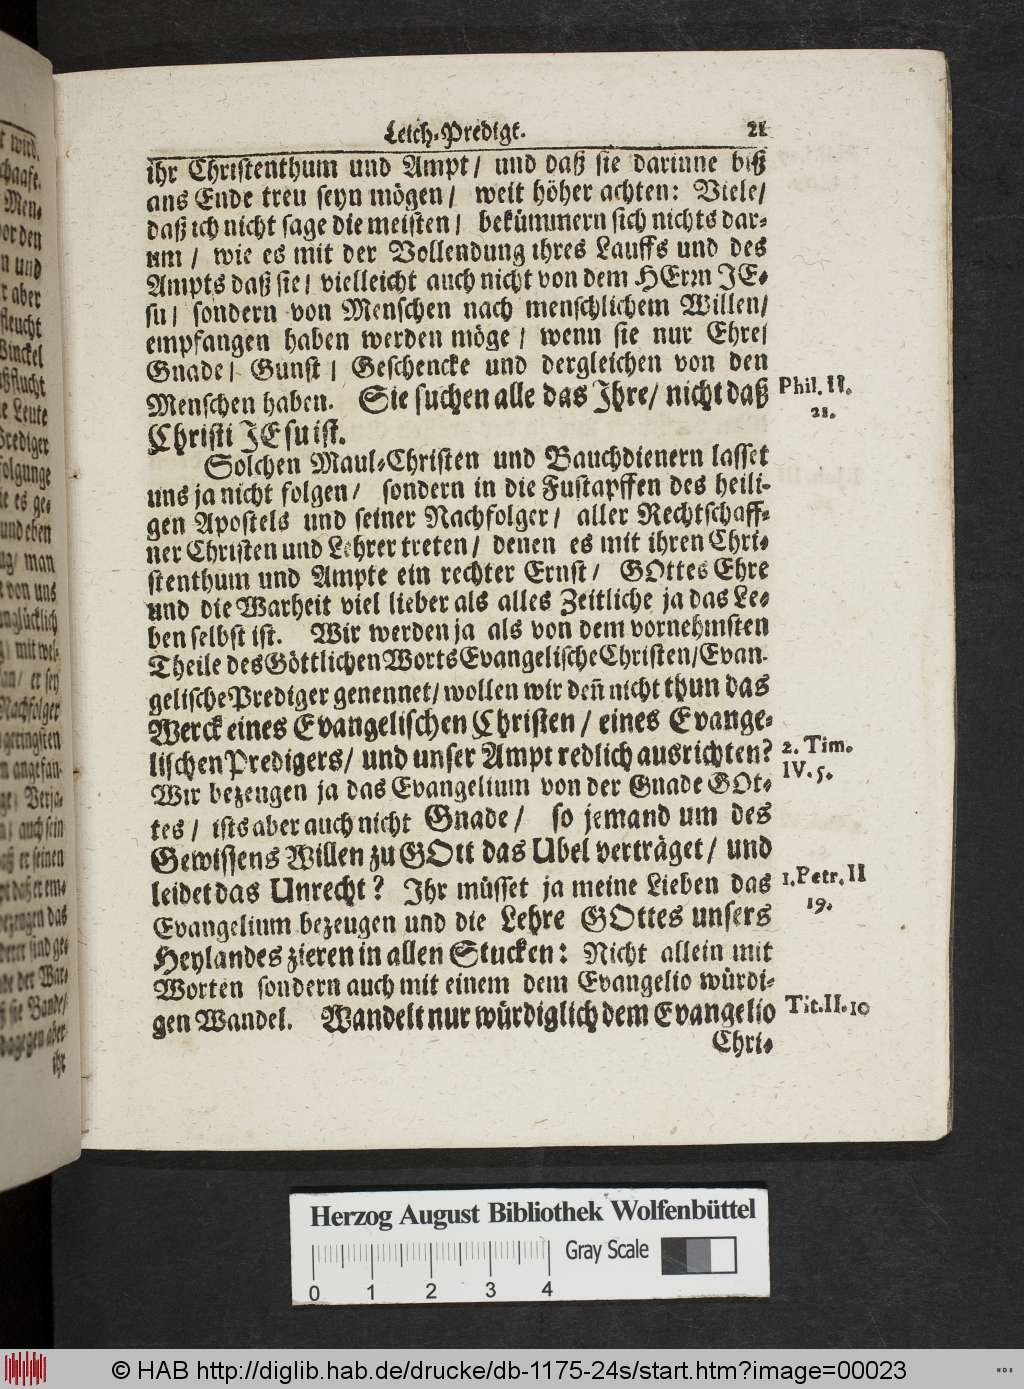 Leich-Predigt. 21
ihr Christenthum und Ampt/ und daß sie darinne biß
ans Ende treu seyn mögen/ weit höher achten: Viele/
daß ich nicht sage die meisten/ bekümmern sich nichts dar-
um/ wie es mit der Vollendung ihres Lauffs und des
Ampts daß sie/ vielleicht auch nicht von dem HErrn JE-
su/ sondern von Menschen nach menschlichem Willen/
empfangen haben werden möge/ wenn sie nur Ehre/
Gnade/ Gunst/ Geschencke und dergleichen von den
Menschen haben. Sie suchen alle das Ihre/ nicht daß
Phil. II.
21.
Christi JEsu ist.
Solchen Maul-Christen und Bauchdienern lasset
uns ja nicht folgen/ sondern in die Fustapffen des heili-
gen Apostels und seiner Nachfolger/ aller Rechtschaff-
ner Christen und Lehrer treten/ denen es mit ihren Chri-
stenthum und Ampte ein rechter Ernst/ GOttes Ehre
und die Warheit viel lieber als alles Zeitliche ja das Le-
ben selbst ist. Wir werden ja als von dem vornehmsten
Theile des Göttlichen Worts Evangelische Christen/ Evan-
gelische Prediger genennet/ wollen wir deñ nicht thun das
Werck eines Evangelischen Christen/ eines Evange-
lischen Predigers/ und unser Ampt redlich ausrichten?
2. Tim.
IV. 5.
Wir bezeugen ja das Evangelium von der Gnade GOt-
tes/ ists aber auch nicht Gnade/ so jemand um des
Gewissens Willen zu GOtt das Ubel verträget/ und
leidet das Unrecht? Ihr müsset ja meine Lieben das
1. Petr. II
19.
Evangelium bezeugen und die Lehre GOttes unsers
Heylandes zieren in allen Stucken: Nicht allein mit
Worten sondern auch mit einem dem Evangelio würdi-
gen Wandel. Wandelt nur würdiglich dem Evangelio
Tit. II. 10
Chri-
Herzog August Bibliothek Wolfenbüttel
Gray Scale
0 1 2 3 4
© HAB http://diglib.hab.de/drucke/db-1175-24s/start.htm?image=00023